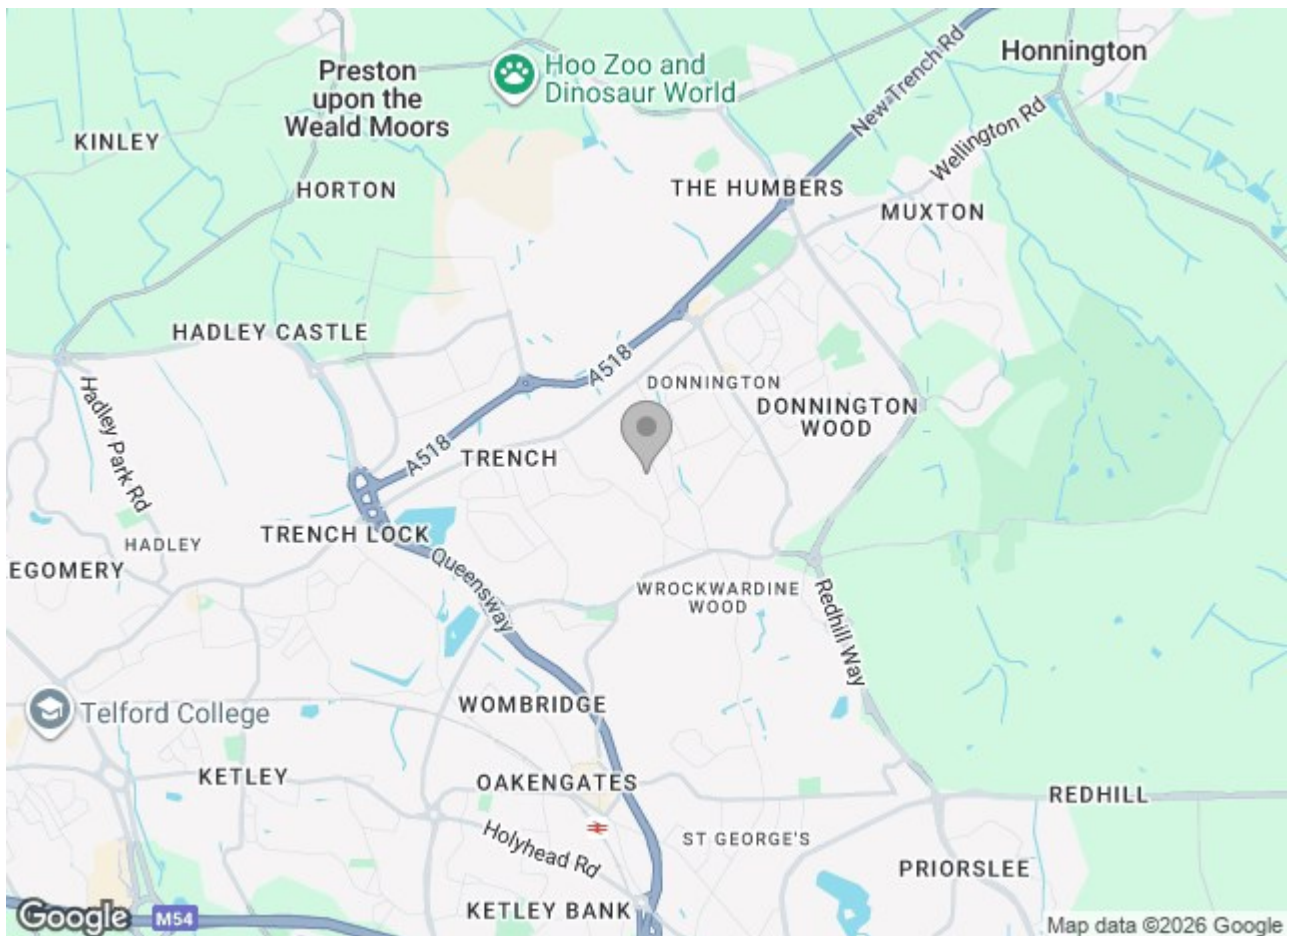 Honnington
Hoo Zoo and
Dinosaur World
Preston
upon the
Weald Moors
New Trench Rd
KINLEY
Wellington Rd
HORTON
THE HUMBERS
MUXTON
HADLEY CASTLE
A518
DONNINGTON
DONNINGTON
WOOD
Hadley Park Rd
A518
TRENCH
TRENCH LOCK
HADLEY
EGOMERY
Queensway
WROCKWARDINE
WOOD
Redhill Way
Telford College
WOMBRIDGE
KETLEY
OAKENGATES
REDHILL
Holyhead Rd
ST GEORGE'S
PRIORSLEE
KETLEY BANK
Google
M54
Map data ©2026 Google